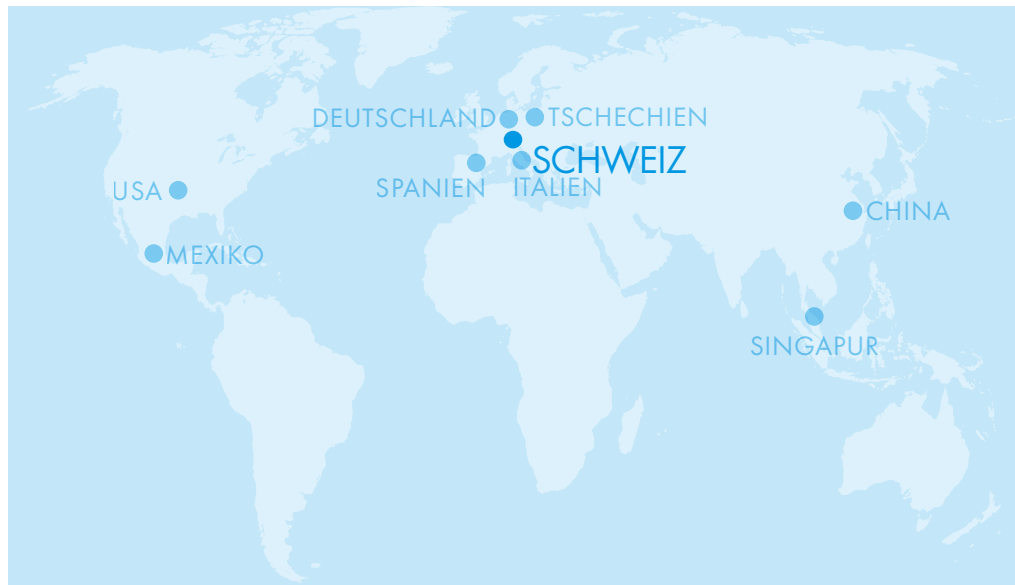 DEUTSCHLAND
TSCHECHIEN
SCHWEIZ
SPANIEN
ITALIEN
USA
CHINA
MEXIKO
SINGAPUR